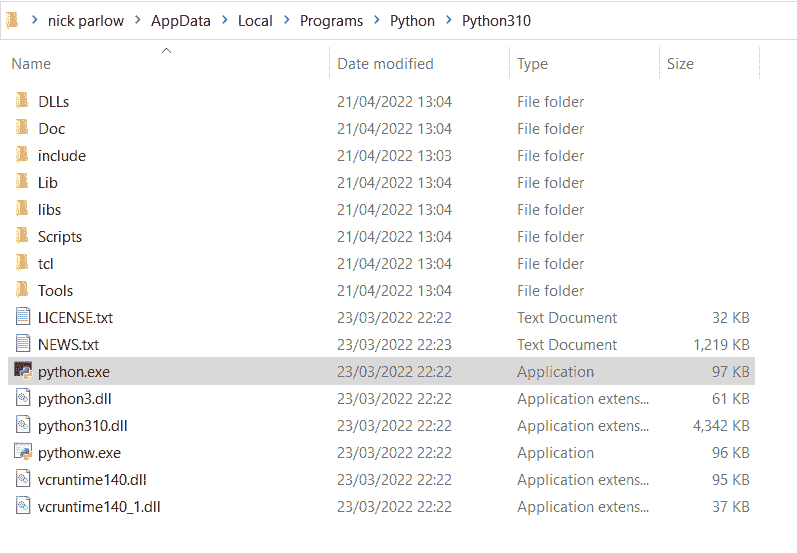 nick parlow > AppData > Local > Programs > Python > Python310
Name Date modified Type Size
DLLs 21/04/2022 13:04 File folder
Doc 21/04/2022 13:04 File folder
include 21/04/2022 13:03 File folder
Lib 21/04/2022 13:04 File folder
libs 21/04/2022 13:04 File folder
Scripts 21/04/2022 13:04 File folder
tcl 21/04/2022 13:04 File folder
Tools 21/04/2022 13:04 File folder
LICENSE.txt 23/03/2022 22:22 Text Document 32 KB
NEWS.txt 23/03/2022 22:23 Text Document 1,219 KB
python.exe 23/03/2022 22:22 Application 97 KB
python3.dll 23/03/2022 22:22 Application extens... 61 KB
python310.dll 23/03/2022 22:22 Application extens... 4,342 KB
pythonw.exe 23/03/2022 22:22 Application 96 KB
vcruntime140.dll 23/03/2022 22:22 Application extens... 95 KB
vcruntime140_1.dll 23/03/2022 22:22 Application extens... 37 KB